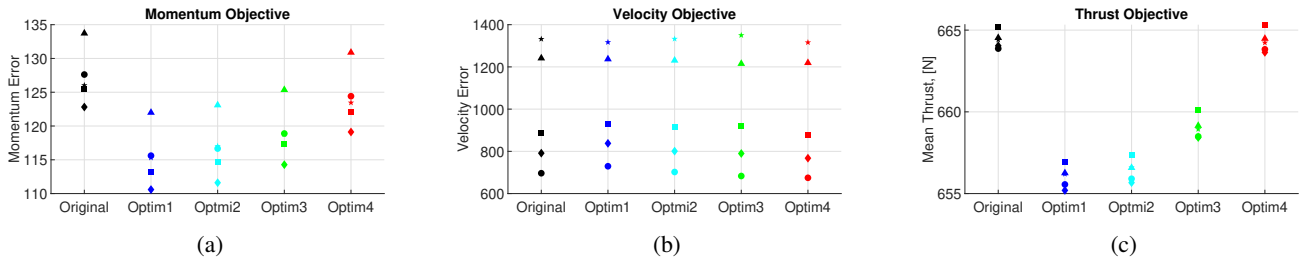 Momentum Objective
135
130
125
120
115
110
Momentum Error
Original Optim1 Optmi2 Optim3 Optim4
(a)
Velocity Objective
1400
1200
1000
800
600
Velocity Error
Original Optim1 Optmi2 Optim3 Optim4
(b)
Thrust Objective
665
660
655
Mean Thrust, [N]
Original Optim1 Optmi2 Optim3 Optim4
(c)